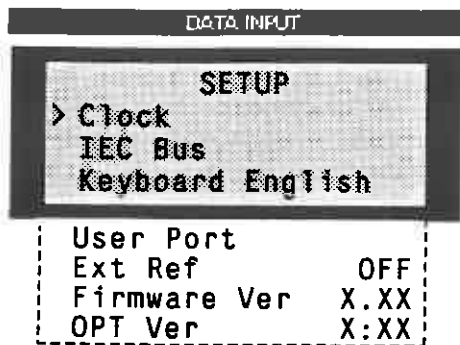 DATA INPUT
SETUP
> Clock
IEC Bus
Keyboard English
User Port
Ext Ref OFF
Firmware Ver X.XX
OPT Ver X:XX